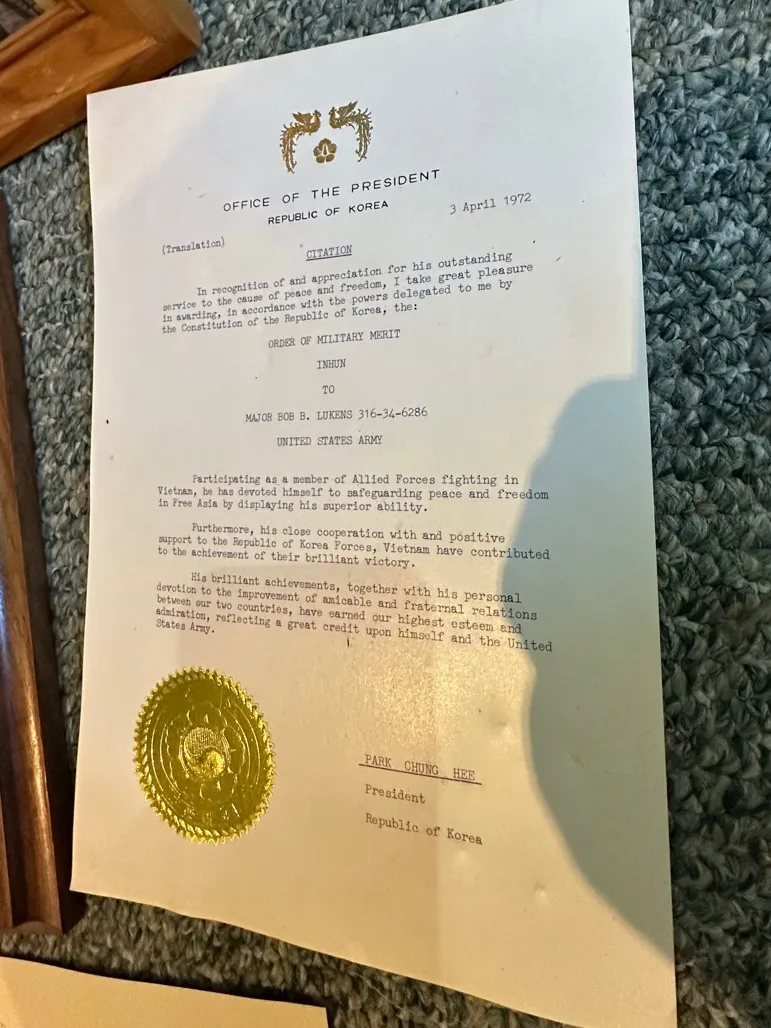 OFFICE OF THE PRESIDENT
REPUBLIC OF KOREA
3 April 1972
(Translation)
CITATION
In recognition of and appreciation for his outstanding
service to the cause of peace and freedom, I take great pleasure
in awarding, in accordance with the powers delegated to me by
the Constitution of the Republic of Korea, the:
ORDER OF MILITARY MERIT
INHUN
TO
MAJOR BOB B. LUKENS 316-34-6286
UNITED STATES ARMY
Participating as a member of Allied Forces fighting in
Vietnam, he has devoted himself to safeguarding peace and freedom
in Free Asia by displaying his superior ability.
Furthermore, his close cooperation with and positive
support to the Republic of Korea Forces, Vietnam have contributed
to the achievement of their brilliant victory.
His brilliant achievements, together with his personal
devotion to the improvement of amicable and fraternal relations
between our two countries, have earned our highest esteem and
admiration, reflecting a great credit upon himself and the United
States Army.
PARK CHUNG HEE
President
Republic of Korea